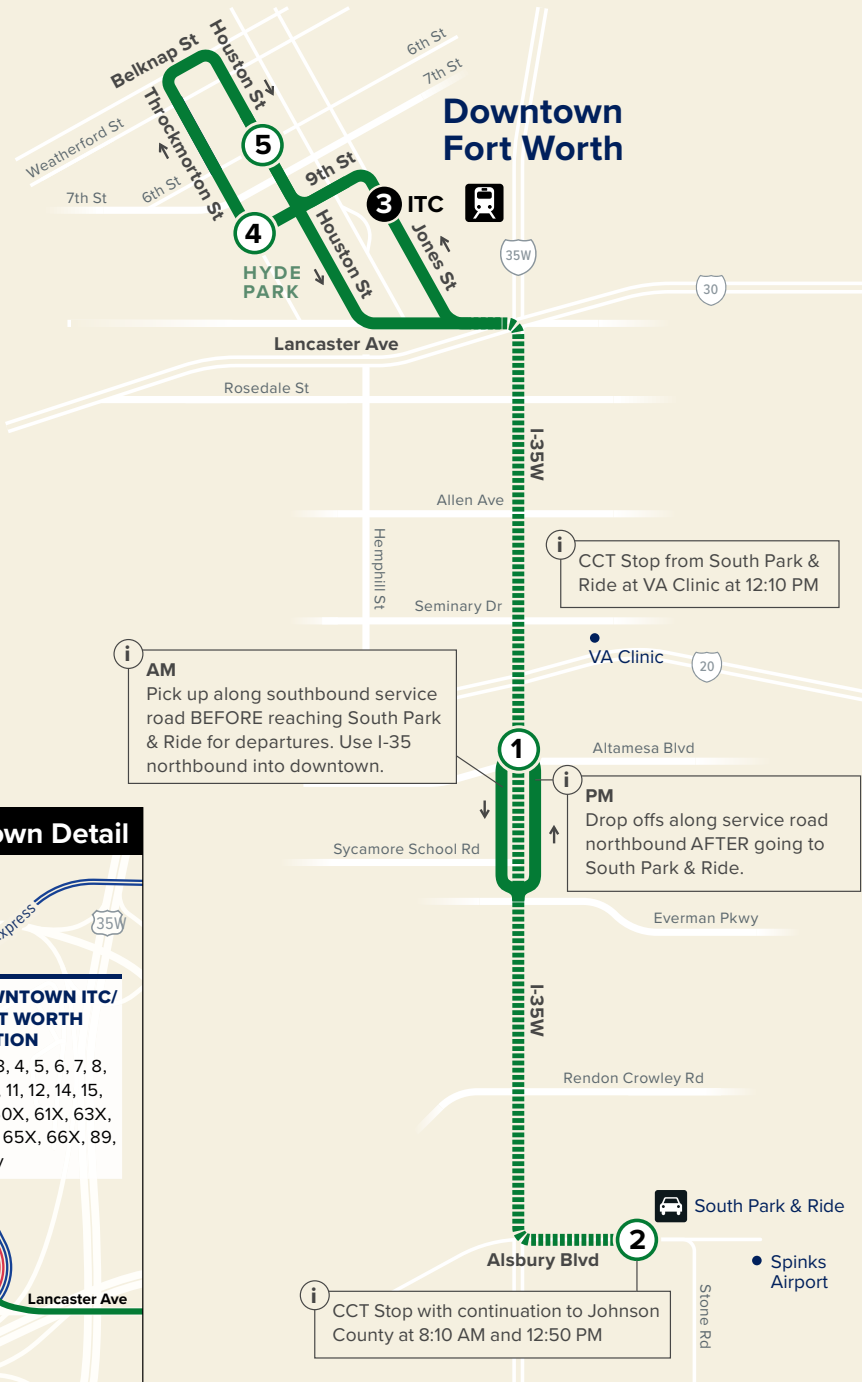 Belknap St
Houston St
6th St
7th St
Downtown
Fort Worth
Weatherford St
Throckmorton St
5
9th St
7th St
6th St
3 ITC
4
HYDE
PARK
Houston St
Jones St
35W
30
Lancaster Ave
Rosedale St
I-35W
Allen Ave
Hemphill St
i
CCT Stop from South Park &
Ride at VA Clinic at 12:10 PM
Seminary Dr
VA Clinic
20
i
AM
Pick up along southbound service
road BEFORE reaching South Park
& Ride for departures. Use I-35
northbound into downtown.
1
Altamesa Blvd
i
PM
Drop offs along service road
northbound AFTER going to
South Park & Ride.
Sycamore School Rd
Everman Pkwy
own Detail
xpress
35W
WNTOWN ITC/
T WORTH
TION
3, 4, 5, 6, 7, 8,
, 11, 12, 14, 15,
0X, 61X, 63X,
65X, 66X, 89,
y
Lancaster Ave
I-35W
Rendon Crowley Rd
South Park & Ride
2
Alsbury Blvd
Spinks
Airport
Stone Rd
i
CCT Stop with continuation to Johnson
County at 8:10 AM and 12:50 PM